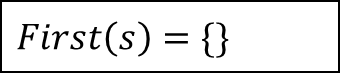 First(s) = {}